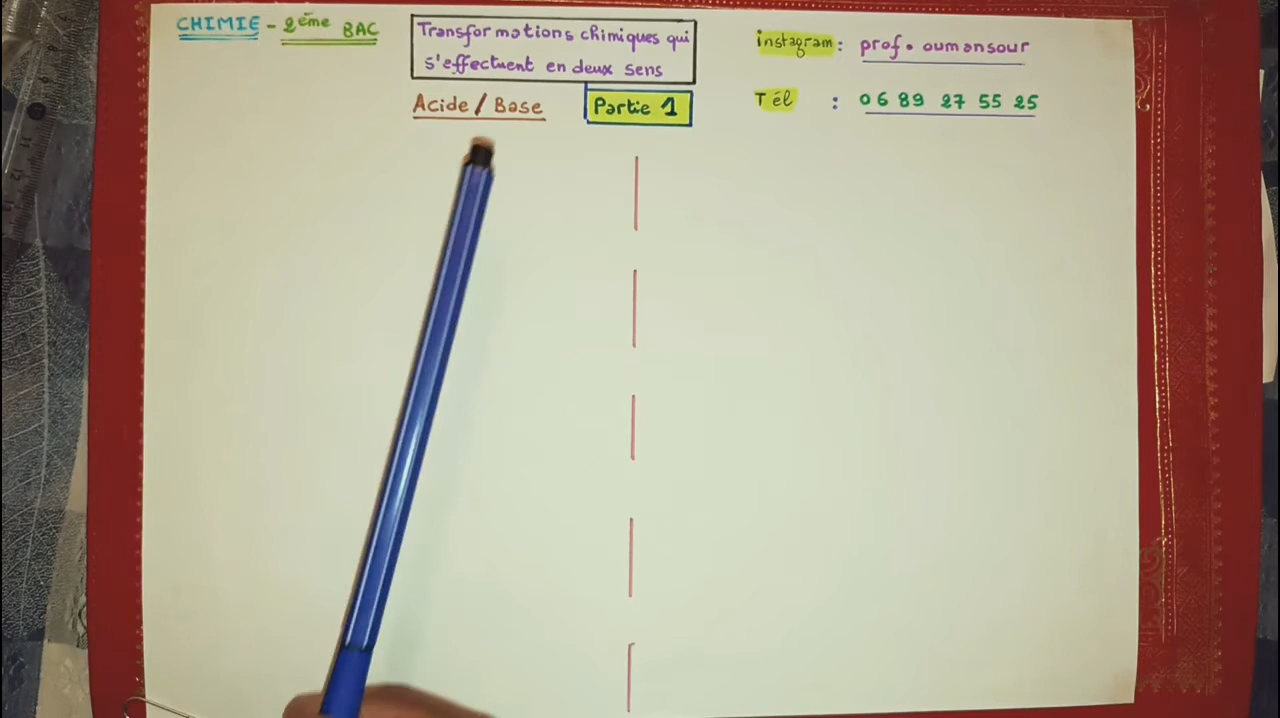 CHIMIE - 2ème BAC
Transformations chimiques qui
s'effectuent en deux sens
Acide / Base
Partie 1
instagram : prof. oumansour
Tél : 06 89 27 55 25